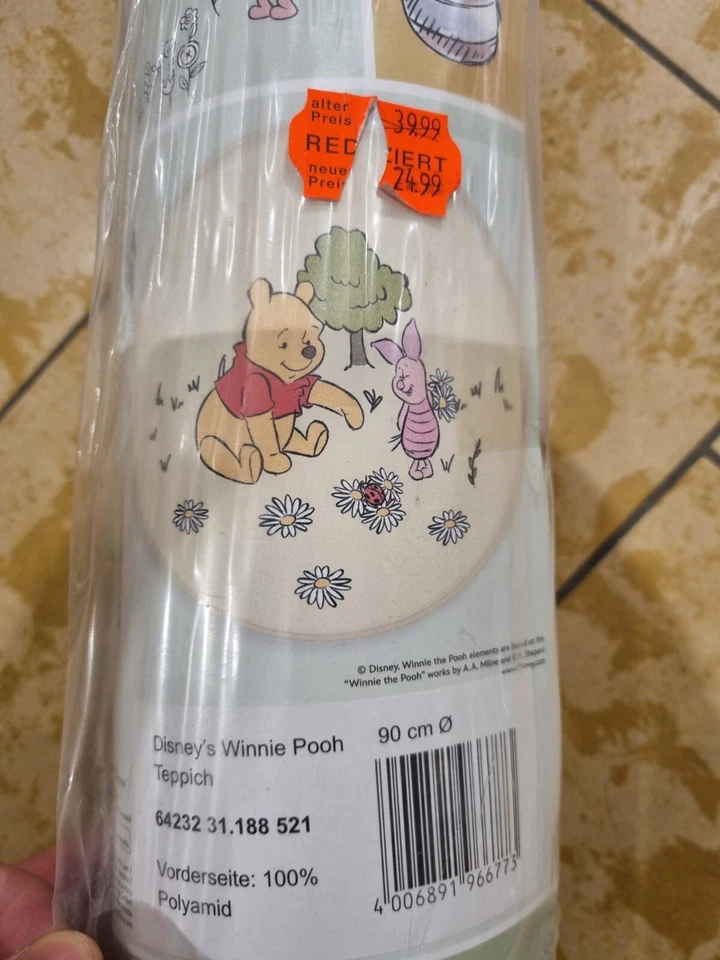 alter
Preis 39.99
REDUZIERT
neuer
Preis 24.99
© Disney. Winnie the Pooh elements are based on the
"Winnie the Pooh" works by A.A. Milne and E.H. Shepard.
Disney's Winnie Pooh 90 cm Ø
Teppich
64232 31.188 521
Vorderseite: 100%
Polyamid
4 006891 966773